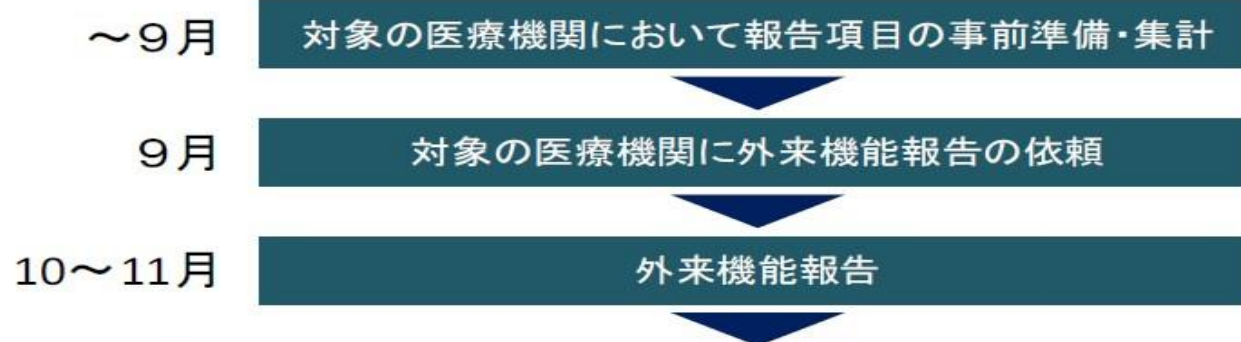 ～９月
対象の医療機関において報告項目の事前準備・集計
９月
対象の医療機関に外来機能報告の依頼
10～11月
外来機能報告